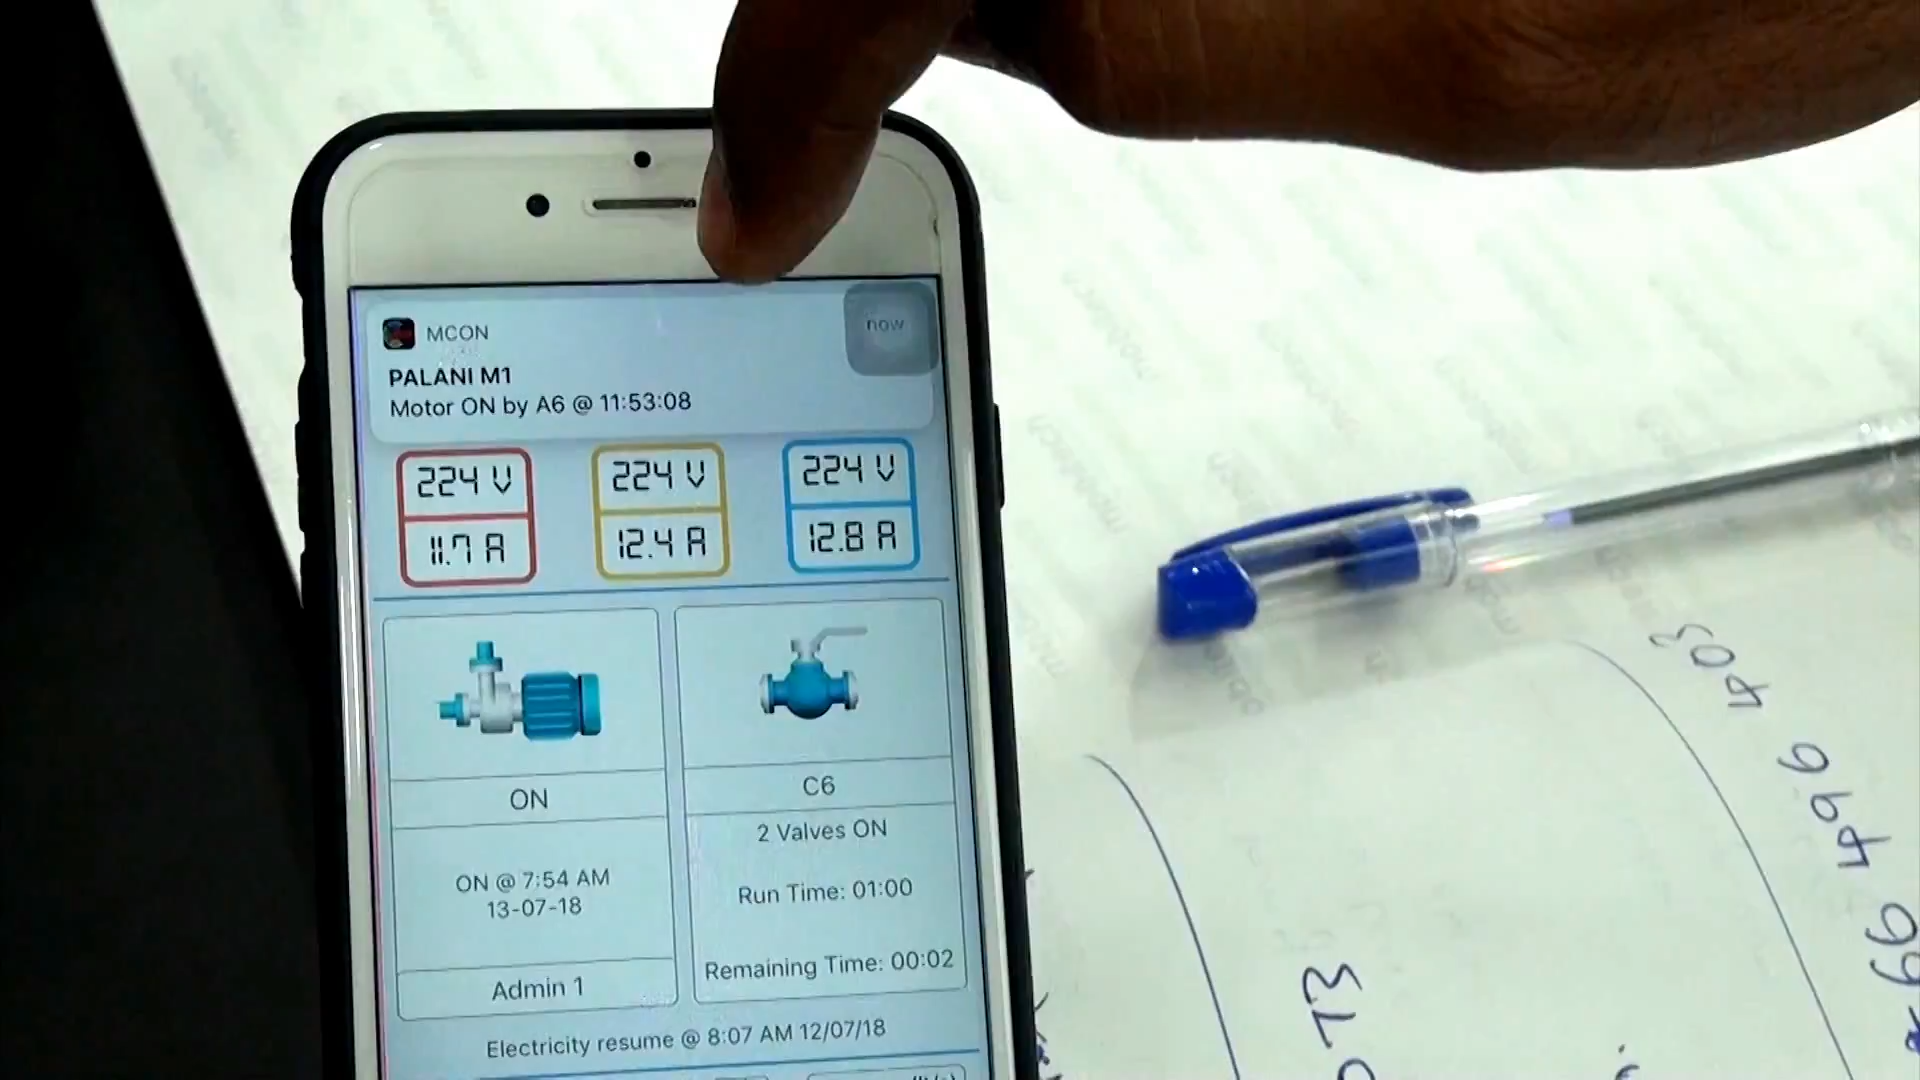 MCON
now
PALANI M1
Motor ON by A6 @ 11:53:08
224 V
224 V
224 V
11.7 A
12.4 A
12.8 A
ON
C6
ON @ 7:54 AM
13-07-18
2 Valves ON
Run Time: 01:00
Remaining Time: 00:02
Admin 1
Electricity resume @ 8:07 AM 12/07/18
403
496